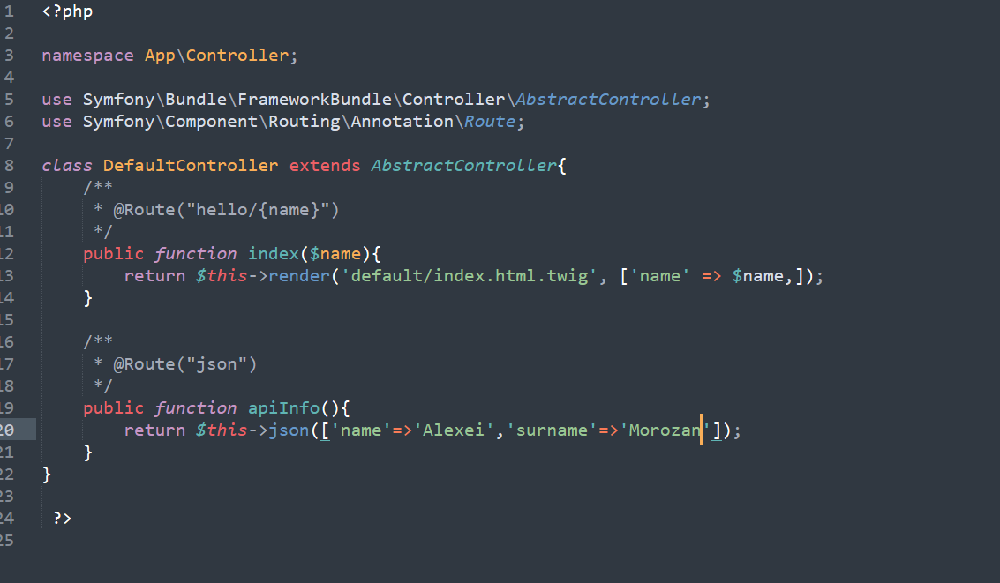 1 <?php
2
3 namespace App\Controller;
4
5 use Symfony\Bundle\FrameworkBundle\Controller\AbstractController;
6 use Symfony\Component\Routing\Annotation\Route;
7
8 class DefaultController extends AbstractController{
9 /**
10 * @Route("hello/{name}")
11 */
12 public function index($name){
13 return $this->render('default/index.html.twig', ['name' => $name,]);
14 }
15
16 /**
17 * @Route("json")
18 */
19 public function apiInfo(){
20 return $this->json(['name'=>'Alexei','surname'=>'Morozan']);
21 }
22 }
23
24 ?>
25